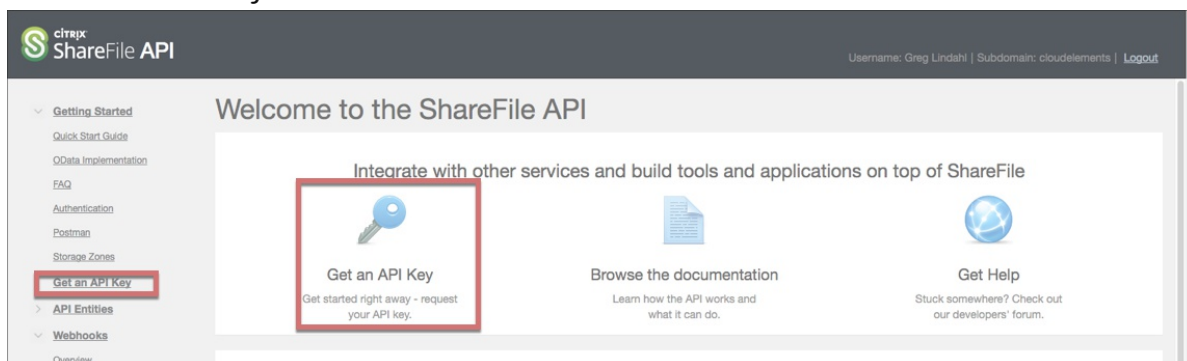 citrix
ShareFile API
Username: Greg Lindahl | Subdomain: cloudelements | Logout
Getting Started
Quick Start Guide
OData Implementation
FAQ
Authentication
Postman
Storage Zones
Get an API Key
API Entities
Webhooks
Overview
Welcome to the ShareFile API
Integrate with other services and build tools and applications on top of ShareFile
Get an API Key
Get started right away - request
your API key.
Browse the documentation
Learn how the API works and
what it can do.
Get Help
Stuck somewhere? Check out
our developers' forum.